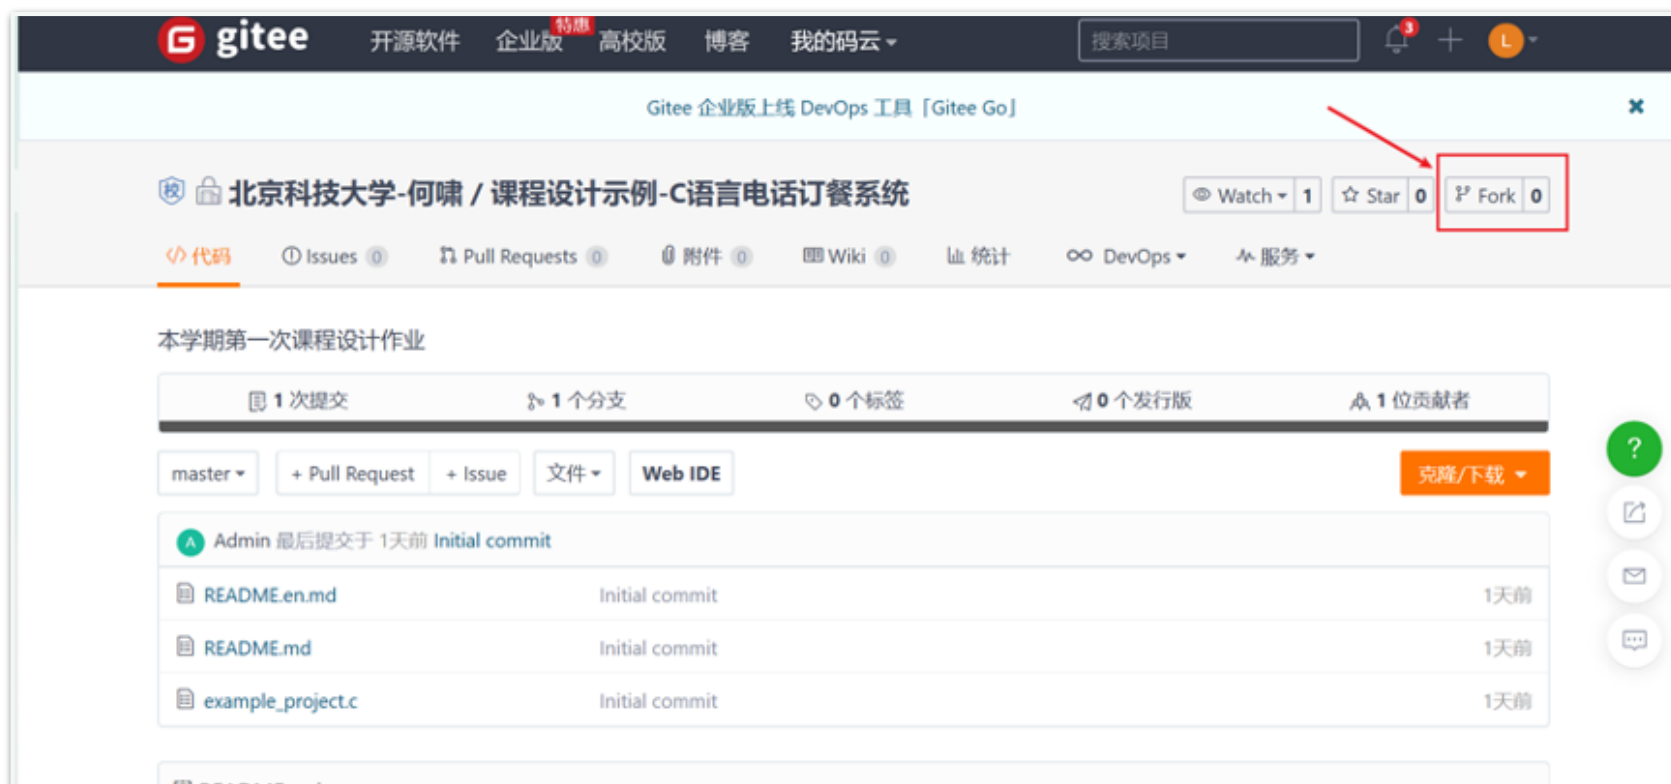 gitee 开源软件 企业版 特惠 高校版 博客 我的码云 搜索项目 3 L
Gitee 企业版上线 DevOps 工具「Gitee Go」
校 北京科技大学-何啸 / 课程设计示例-C语言电话订餐系统 Watch 1 Star 0 Fork 0
代码 Issues 0 Pull Requests 0 附件 0 Wiki 0 统计 DevOps 服务
本学期第一次课程设计作业
1 次提交 1 个分支 0 个标签 0 个发行版 1 位贡献者
master + Pull Request + Issue 文件 Web IDE 克隆/下载
?
A Admin 最后提交于 1天前 Initial commit
README.en.md Initial commit 1天前
README.md Initial commit 1天前
example_project.c Initial commit 1天前